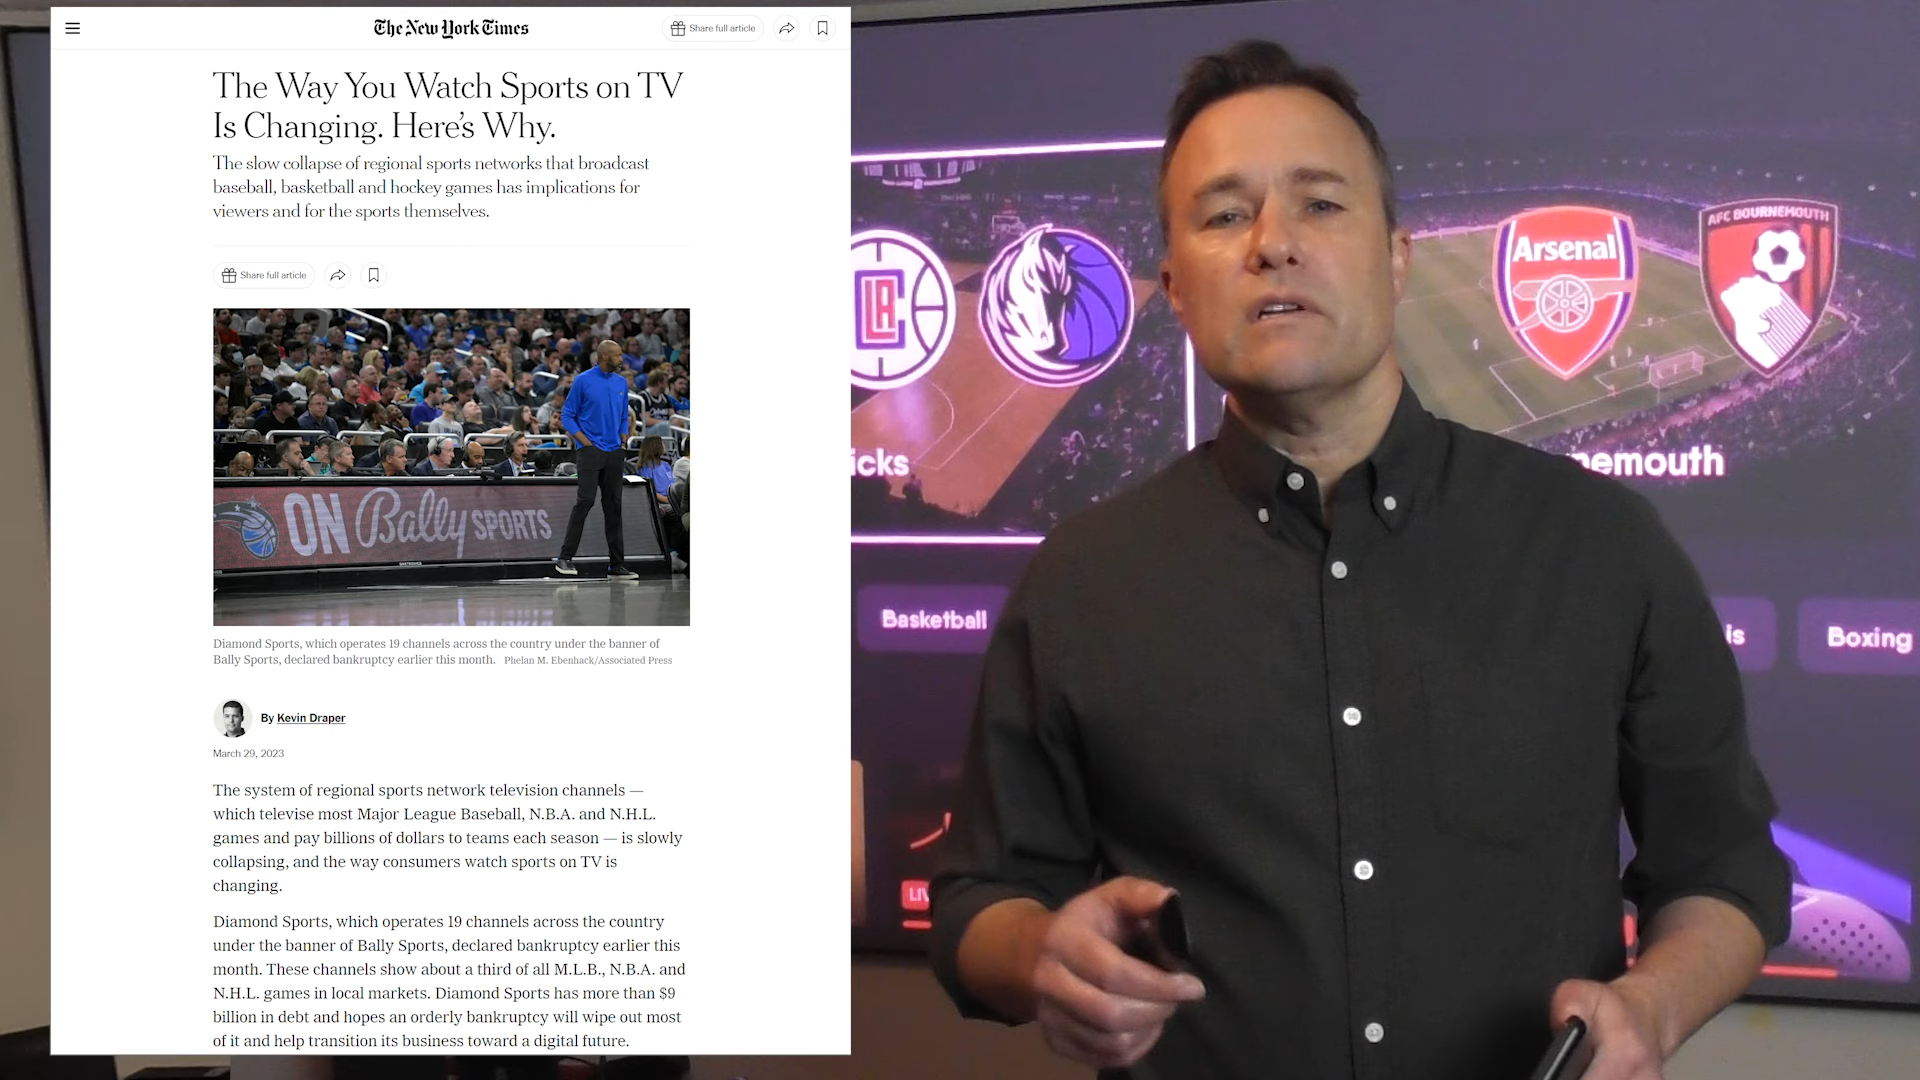 The New York Times
Share full article
The Way You Watch Sports on TV
Is Changing. Here's Why.
The slow collapse of regional sports networks that broadcast
baseball, basketball and hockey games has implications for
viewers and for the sports themselves.
Share full article
ON Bally SPORTS
Diamond Sports, which operates 19 channels across the country under the banner of
Bally Sports, declared bankruptcy earlier this month. Phelan M. Ebenhack/Associated Press
By Kevin Draper
March 29, 2023
The system of regional sports network television channels —
which televise most Major League Baseball, N.B.A. and N.H.L.
games and pay billions of dollars to teams each season — is slowly
collapsing, and the way consumers watch sports on TV is
changing.
Diamond Sports, which operates 19 channels across the country
under the banner of Bally Sports, declared bankruptcy earlier this
month. These channels show about a third of all M.L.B., N.B.A. and
N.H.L. games in local markets. Diamond Sports has more than $9
billion in debt and hopes an orderly bankruptcy will wipe out most
of it and help transition its business toward a digital future.
LA
Arsenal
AFC BOURNEMOUTH
icks
nemouth
Basketball
is
Boxing
LIV